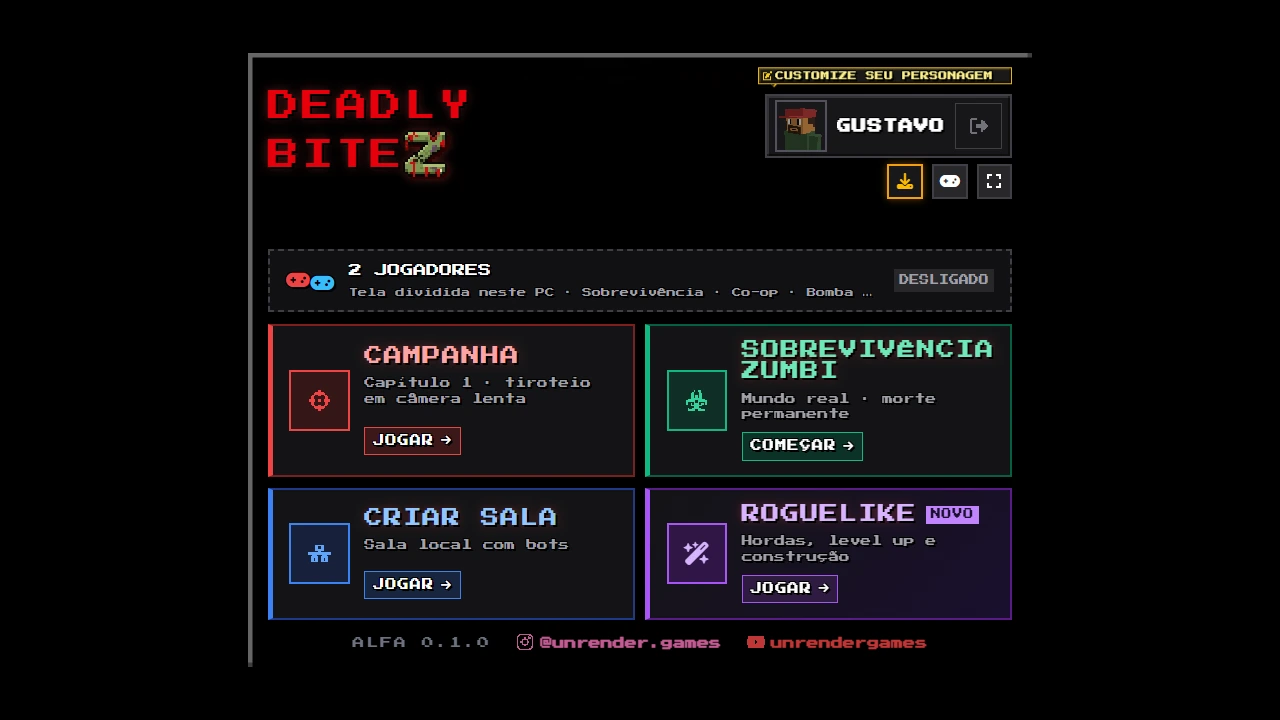 DEADLY
BITEZ
CUSTOMIZE SEU PERSONAGEM
GUSTAVO
2 JOGADORES
Tela dividida neste PC · Sobrevivência · Co-op · Bomba …
DESLIGADO
CAMPANHA
Capítulo 1 · tiroteio
em câmera lenta
JOGAR →
SOBREVIVÊNCIA
ZUMBI
Mundo real · morte
permanente
COMEÇAR →
CRIAR SALA
Sala local com bots
JOGAR →
ROGUELIKE NOVO
Hordas, level up e
construção
JOGAR →
ALFA 0.1.0 @unrender.games unrendergames